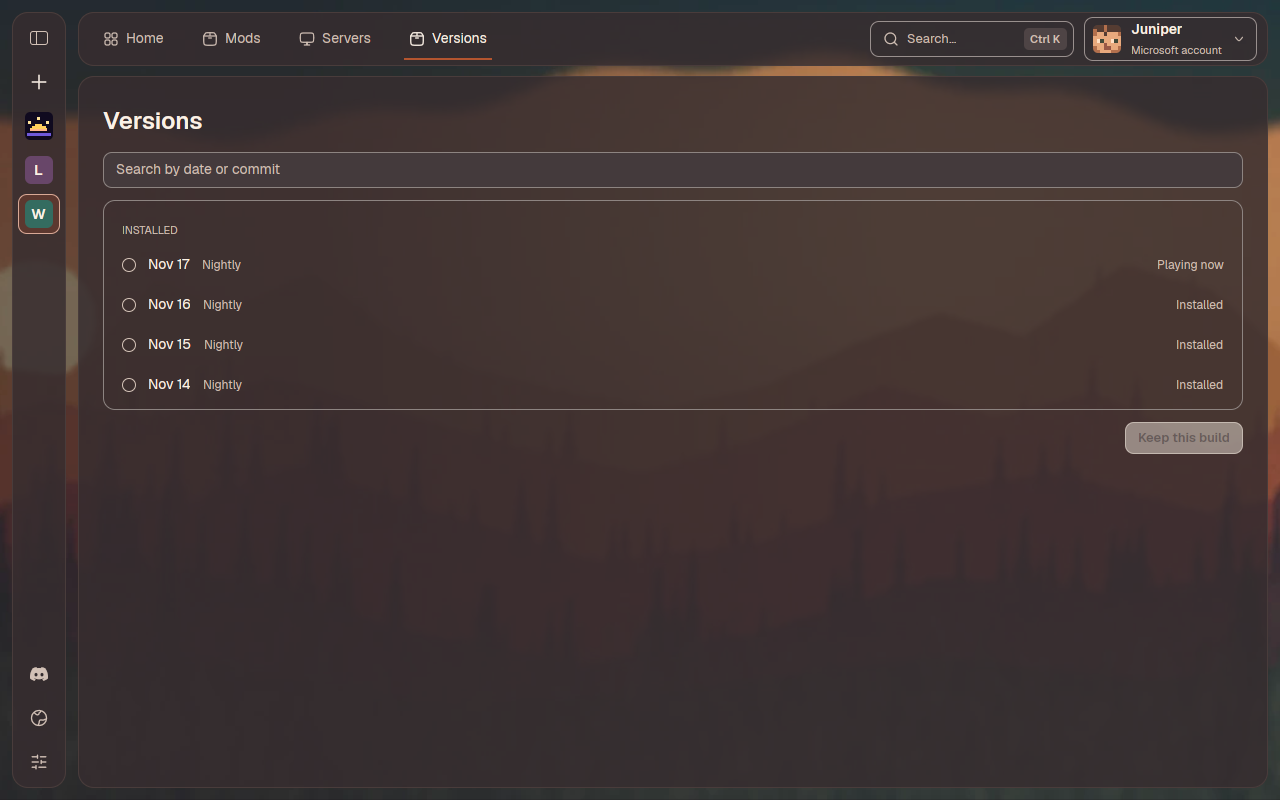 Home
Mods
Servers
Versions
Search...
Ctrl K
Juniper
Microsoft account
L
W
Versions
Search by date or commit
INSTALLED
Nov 17 Nightly Playing now
Nov 16 Nightly Installed
Nov 15 Nightly Installed
Nov 14 Nightly Installed
Keep this build